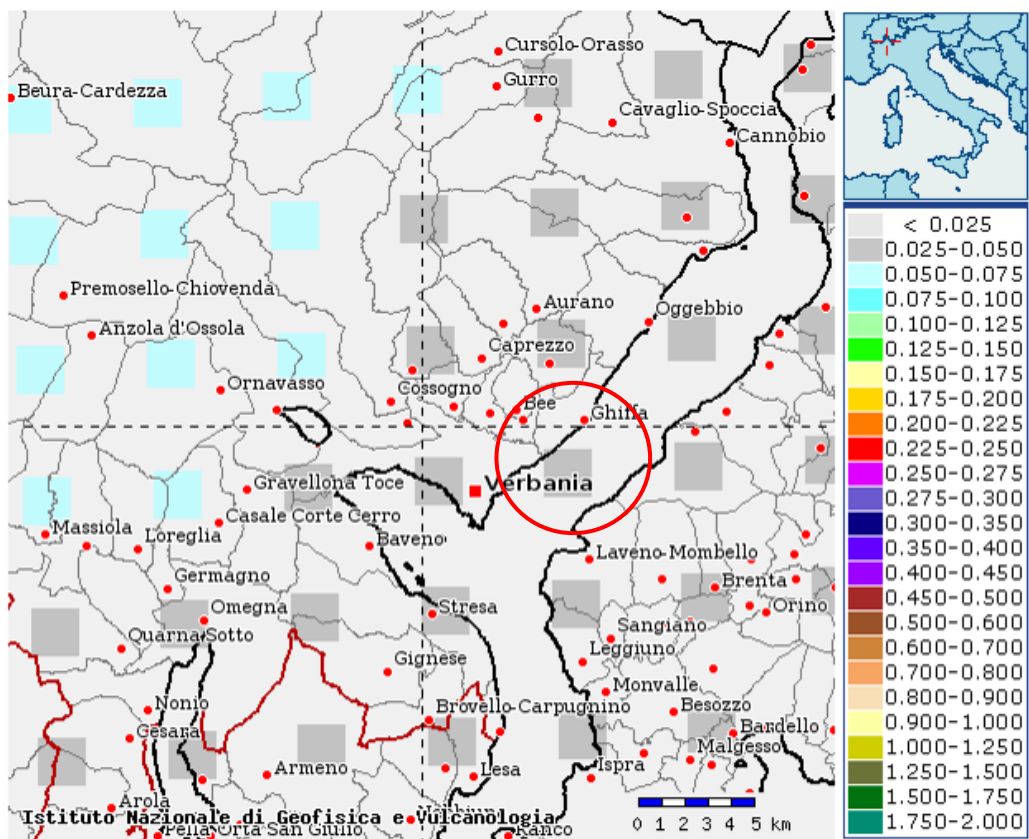 Cursolo-Orasso
Gurro
Beura-Cardezza
Cavaglio-Spoccia
Cannobio
Premosello-Chiovenda
Aurano
Oggebbio
Anzola d'Ossola
Caprezzo
Ornavasso
Cossogno
Bee
Ghiffa
Gravellona Toce
Verbania
Casale Corte Cerro
Massiola
Loreglia
Baveno
Laveno-Mombello
Germagno
Brenta
Omegna
Stresa
Orino
Quarna Sotto
Sangiano
Leggiuno
Gignese
Monvalle
Nonio
Brovello-Carpugnino
Besozzo
Cesara
Bardello
Malgesso
Armeno
Lesa
Ispra
Arola
Istituto Nazionale di Geofisica e Vulcanologia
Pella
Orta San Giulio
Ranco
0 1 2 3 4 5 km
< 0.025
0.025-0.050
0.050-0.075
0.075-0.100
0.100-0.125
0.125-0.150
0.150-0.175
0.175-0.200
0.200-0.225
0.225-0.250
0.250-0.275
0.275-0.300
0.300-0.350
0.350-0.400
0.400-0.450
0.450-0.500
0.500-0.600
0.600-0.700
0.700-0.800
0.800-0.900
0.900-1.000
1.000-1.250
1.250-1.500
1.500-1.750
1.750-2.000